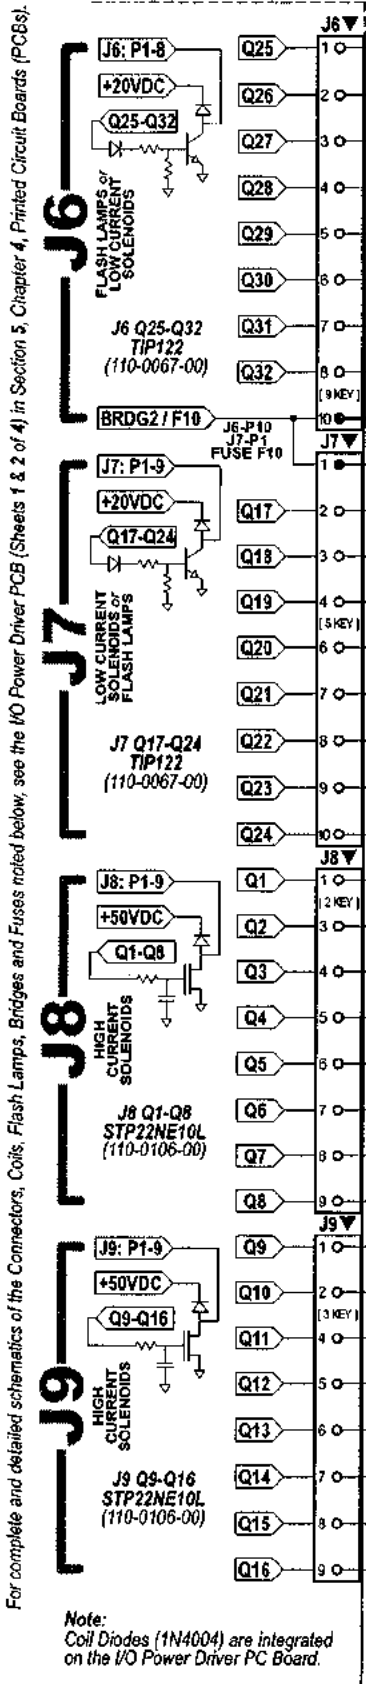 For complete and detailed schematics of the Connectors, Coils, Flash Lamps, Bridges and Fuses noted below, see the I/O Power Driver PCB (Sheets 1 & 2 of 4) in Section 5, Chapter 4, Printed Circuit Boards (PCBs).
J6
J6: P1-8
+20VDC
Q25-Q32
FLASH LAMPS or
LOW CURRENT
SOLENOIDS
J6 Q25-Q32
TIP122
(110-0067-00)
BRDG2 / F10
J6-P10
J7-P1
FUSE F10
J6
Q25 1
Q26 2
Q27 3
Q28 4
Q29 5
Q30 6
Q31 7
Q32 8
[ 9 KEY ]
10
J7
J7: P1-9
+20VDC
Q17-Q24
LOW CURRENT
SOLENOIDS or
FLASH LAMPS
J7 Q17-Q24
TIP122
(110-0067-00)
J7
1
Q17 2
Q18 3
Q19 4
[ 5 KEY ]
Q20 6
Q21 7
Q22 8
Q23 9
Q24 10
J8
J8: P1-9
+50VDC
Q1-Q8
HIGH
CURRENT
SOLENOIDS
J8 Q1-Q8
STP22NE10L
(110-0106-00)
J8
Q1 1
[ 2 KEY ]
Q2 3
Q3 4
Q4 5
Q5 6
Q6 7
Q7 8
Q8 9
J9
J9: P1-9
+50VDC
Q9-Q16
HIGH
CURRENT
SOLENOIDS
J9 Q9-Q16
STP22NE10L
(110-0106-00)
J9
Q9 1
Q10 2
[ 3 KEY ]
Q11 4
Q12 5
Q13 6
Q14 7
Q15 8
Q16 9
Note:
Coil Diodes (1N4004) are integrated
on the I/O Power Driver PC Board.